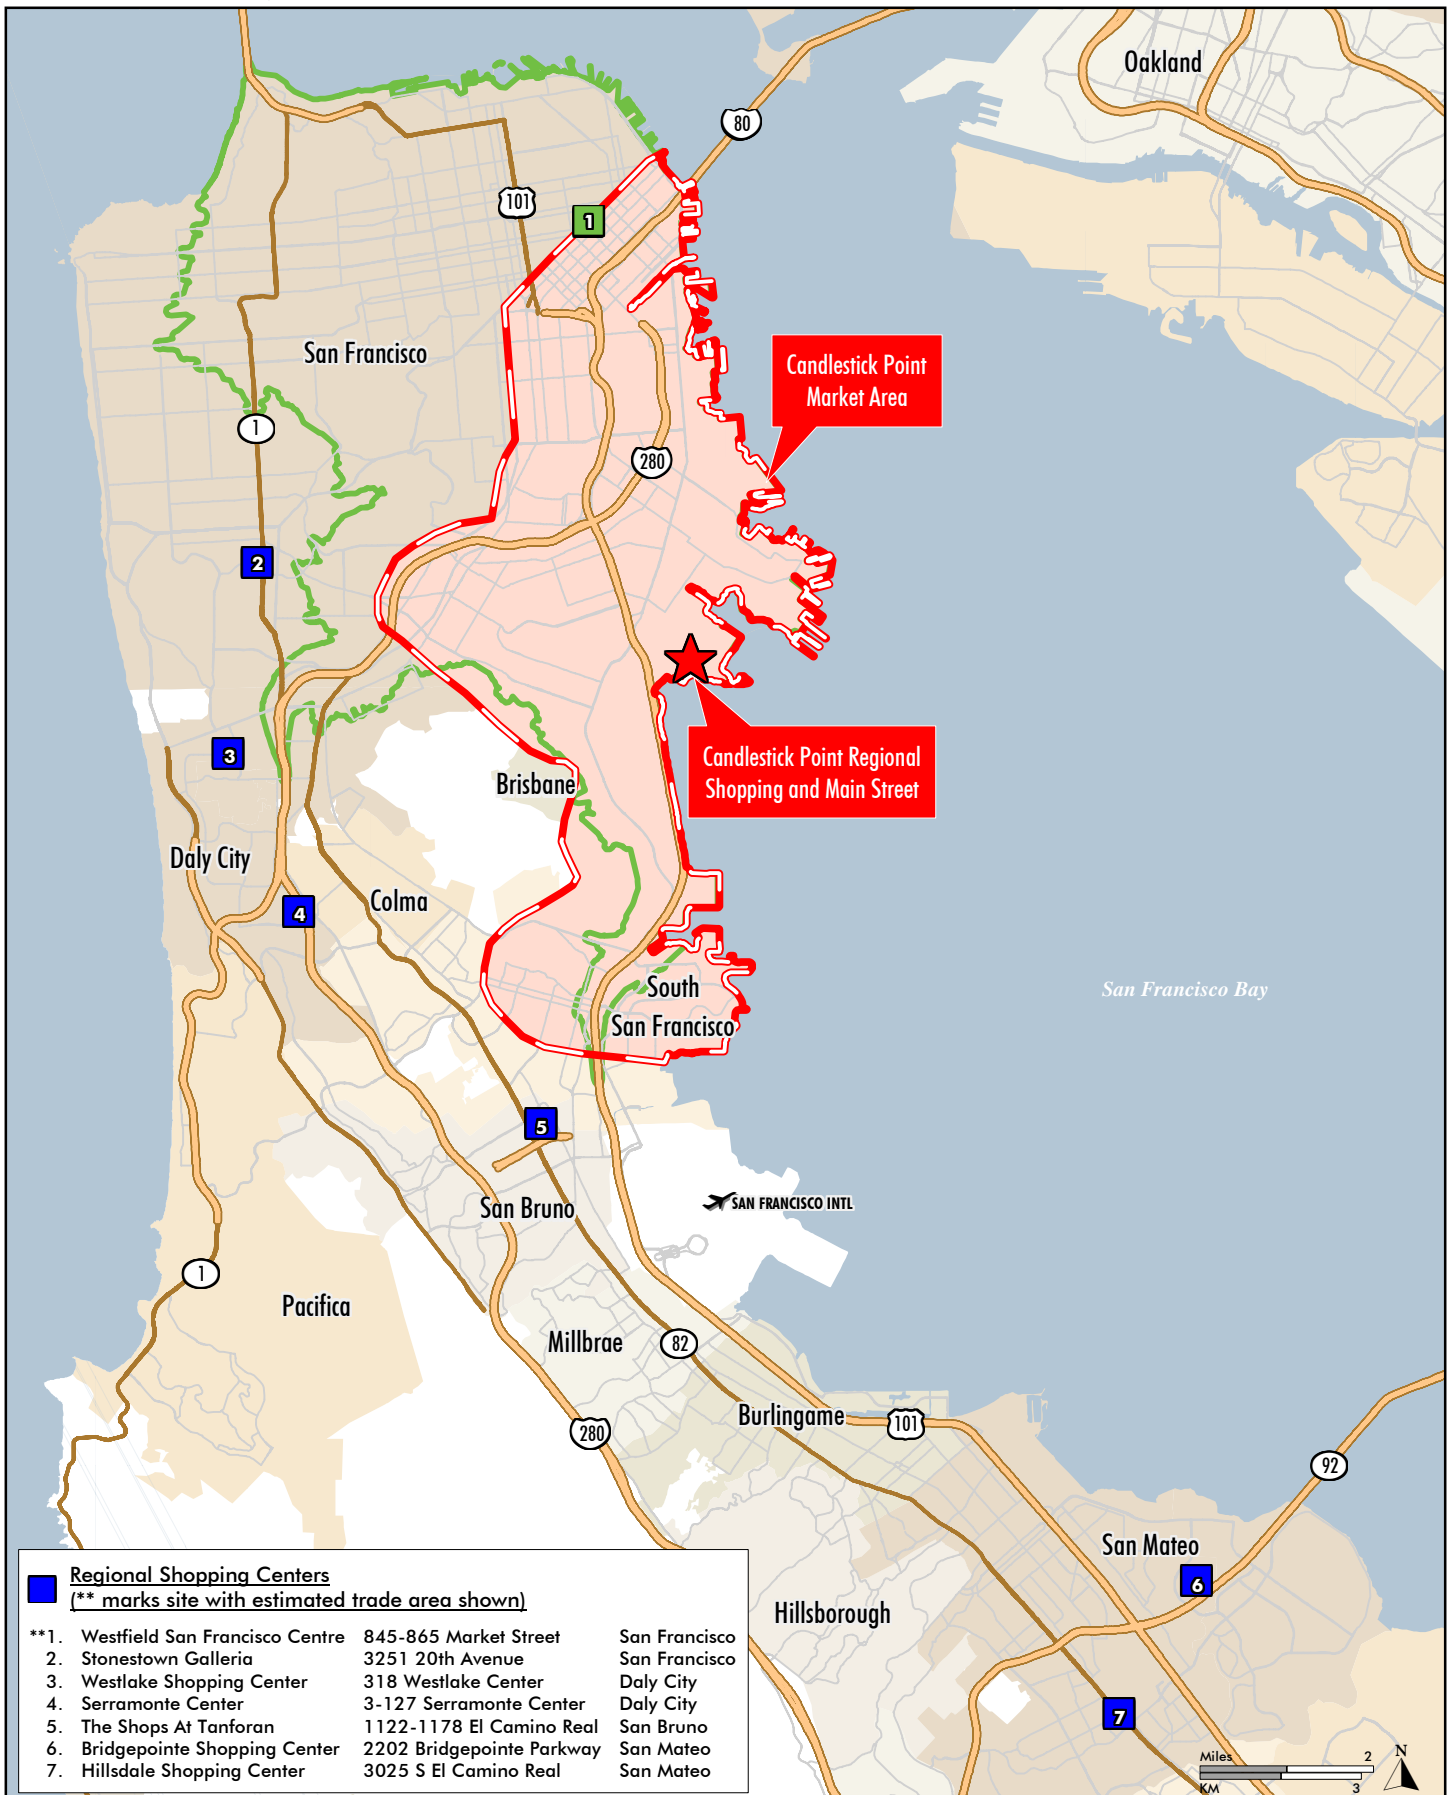 Oakland
80
101
1
San Francisco
Candlestick Point
Market Area
1
280
2
3
Candlestick Point Regional
Shopping and Main Street
Brisbane
Daly City
Colma
4
South
San Francisco
San Francisco Bay
5
San Bruno
SAN FRANCISCO INTL
1
Pacifica
Millbrae
82
Burlingame
101
280
92
San Mateo
6
Hillsborough
7
Regional Shopping Centers
(** marks site with estimated trade area shown)
**1. Westfield San Francisco Centre 845-865 Market Street San Francisco
2. Stonestown Galleria 3251 20th Avenue San Francisco
3. Westlake Shopping Center 318 Westlake Center Daly City
4. Serramonte Center 3-127 Serramonte Center Daly City
5. The Shops At Tanforan 1122-1178 El Camino Real San Bruno
6. Bridgepointe Shopping Center 2202 Bridgepointe Parkway San Mateo
7. Hillsdale Shopping Center 3025 S El Camino Real San Mateo
Miles 2
KM 3
N